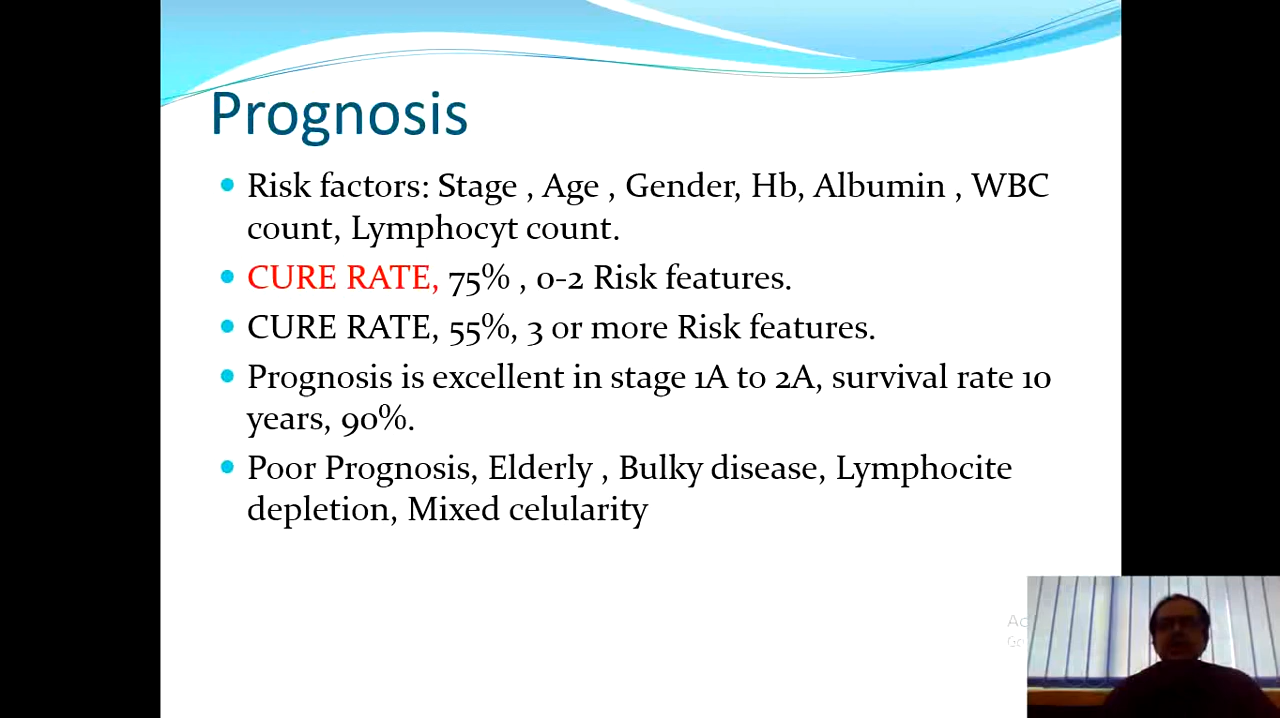 Prognosis
Risk factors: Stage , Age , Gender, Hb, Albumin , WBC
count, Lymphocyt count.
CURE RATE, 75% , 0-2 Risk features.
CURE RATE, 55%, 3 or more Risk features.
Prognosis is excellent in stage 1A to 2A, survival rate 10
years, 90%.
Poor Prognosis, Elderly , Bulky disease, Lymphocite
depletion, Mixed celularity